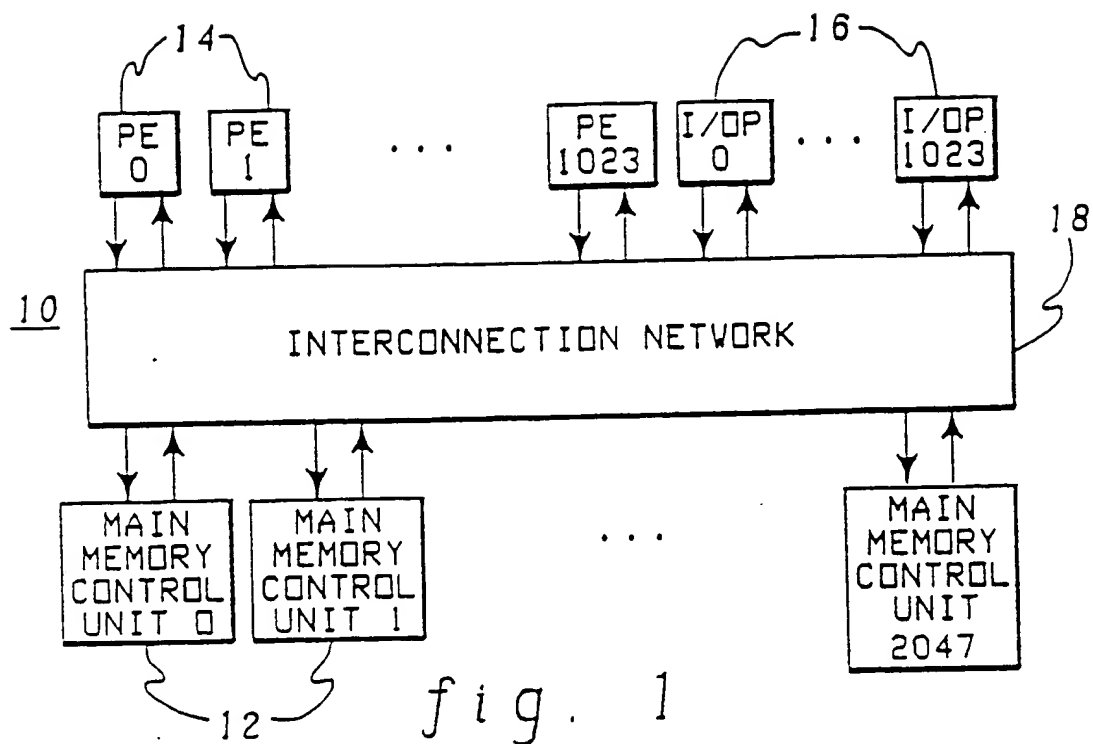 14
16
PE
0
PE
1
. . .
PE
1023
I/OP
0
. . .
I/OP
1023
18
10
INTERCONNECTION NETWORK
MAIN
MEMORY
CONTROL
UNIT 0
MAIN
MEMORY
CONTROL
UNIT 1
. . .
MAIN
MEMORY
CONTROL
UNIT
2047
12
fig. 1